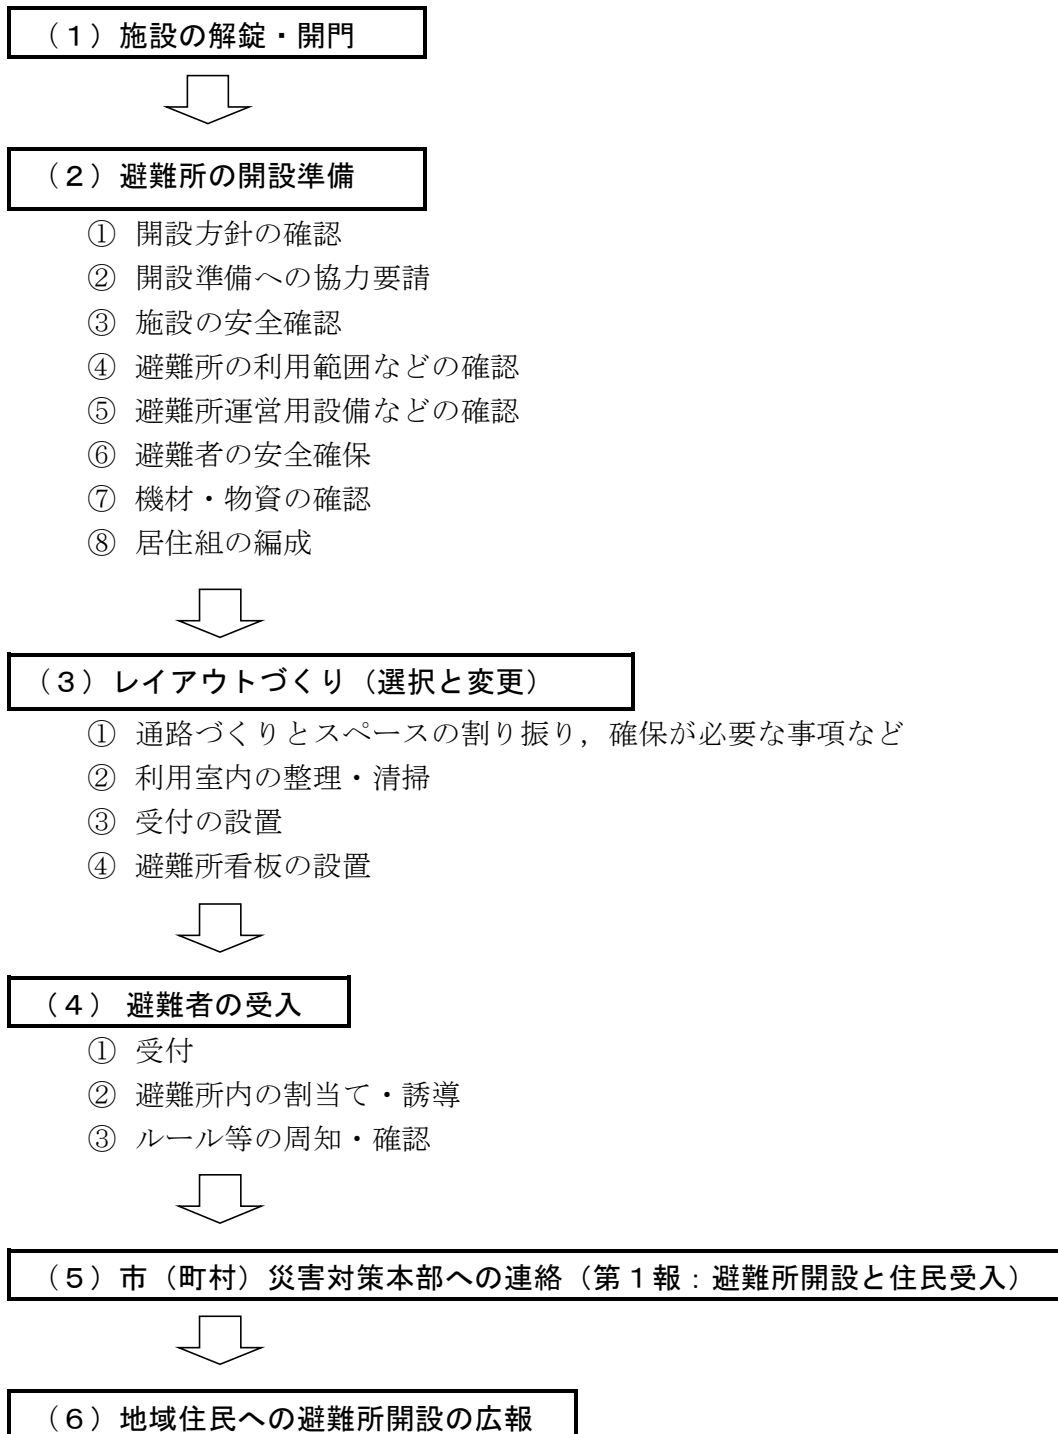 （１）施設の解錠・開門
（２）避難所の開設準備
① 開設方針の確認
② 開設準備への協力要請
③ 施設の安全確認
④ 避難所の利用範囲などの確認
⑤ 避難所運営用設備などの確認
⑥ 避難者の安全確保
⑦ 機材・物資の確認
⑧ 居住組の編成
（３）レイアウトづくり（選択と変更）
① 通路づくりとスペースの割り振り，確保が必要な事項など
② 利用室内の整理・清掃
③ 受付の設置
④ 避難所看板の設置
（４） 避難者の受入
① 受付
② 避難所内の割当て・誘導
③ ルール等の周知・確認
（５）市（町村）災害対策本部への連絡（第１報：避難所開設と住民受入）
（６）地域住民への避難所開設の広報